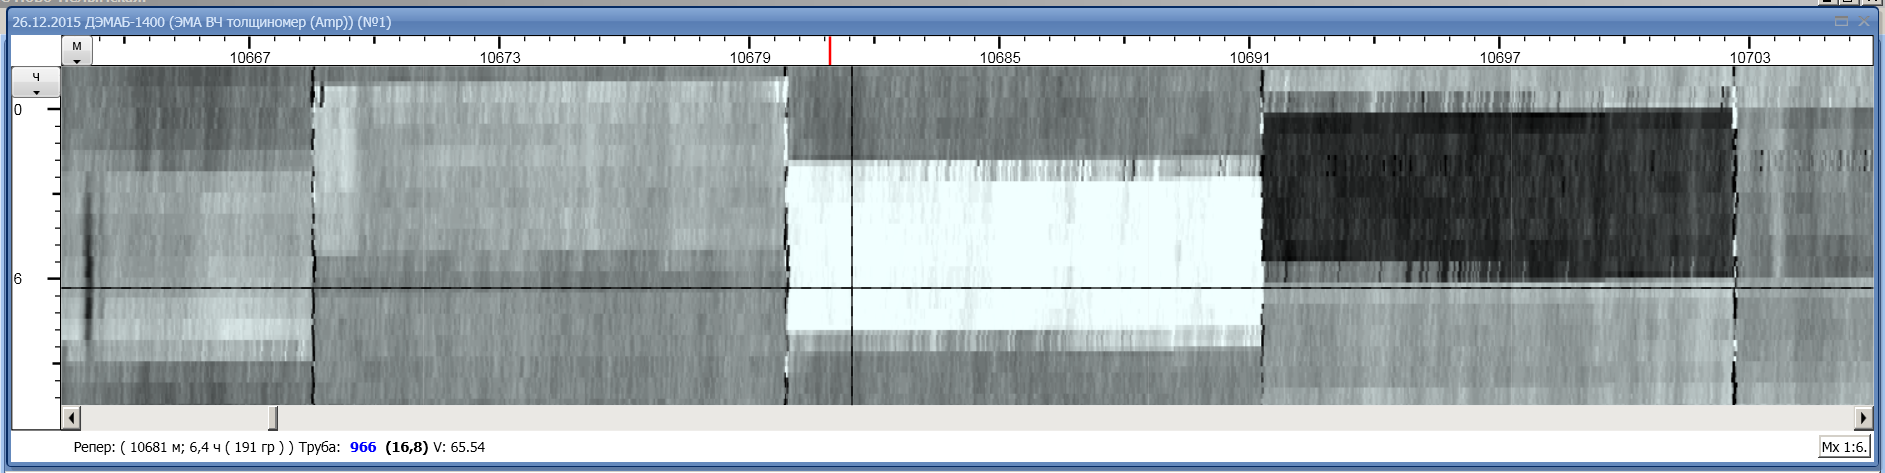 26.12.2015 ДЭМАБ-1400 (ЭМА ВЧ толщиномер (Amp)) (№1)
м
10667 10673 10679 10685 10691 10697 10703
ч
0
6
Репер: ( 10681 м; 6,4 ч ( 191 гр ) ) Труба: 966 (16,8) V: 65.54
Мх 1:6.